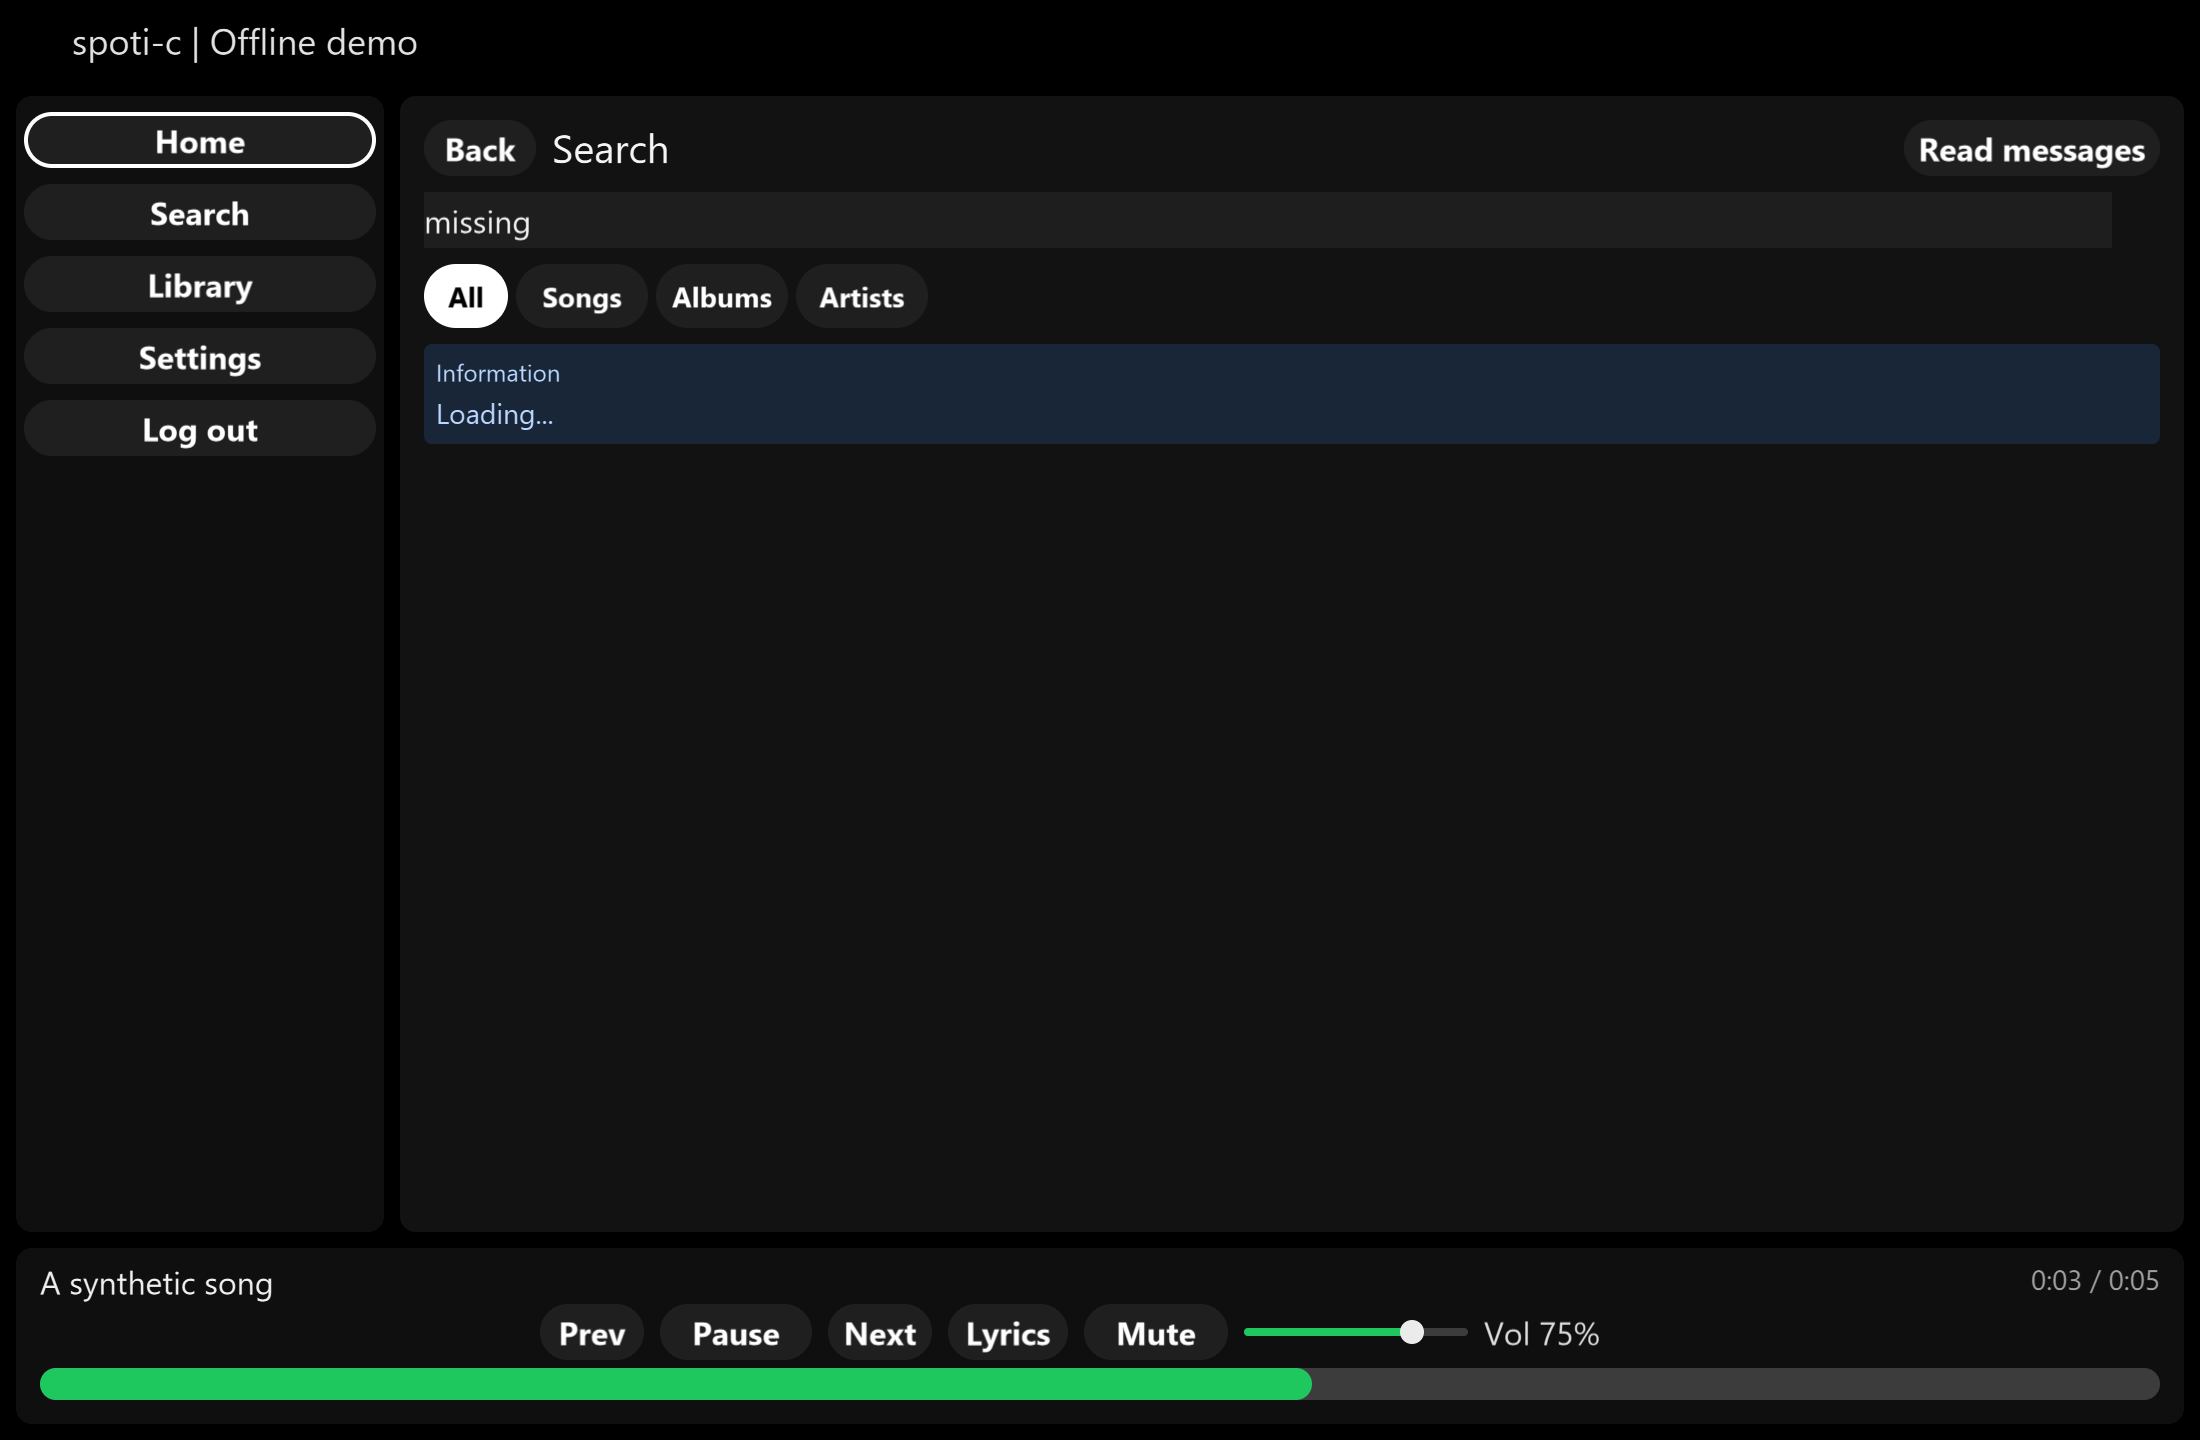 spoti-c | Offline demo
Home
Search
Library
Settings
Log out
Back
Search
Read messages
missing
All
Songs
Albums
Artists
Information
Loading...
A synthetic song
0:03 / 0:05
Prev
Pause
Next
Lyrics
Mute
Vol 75%